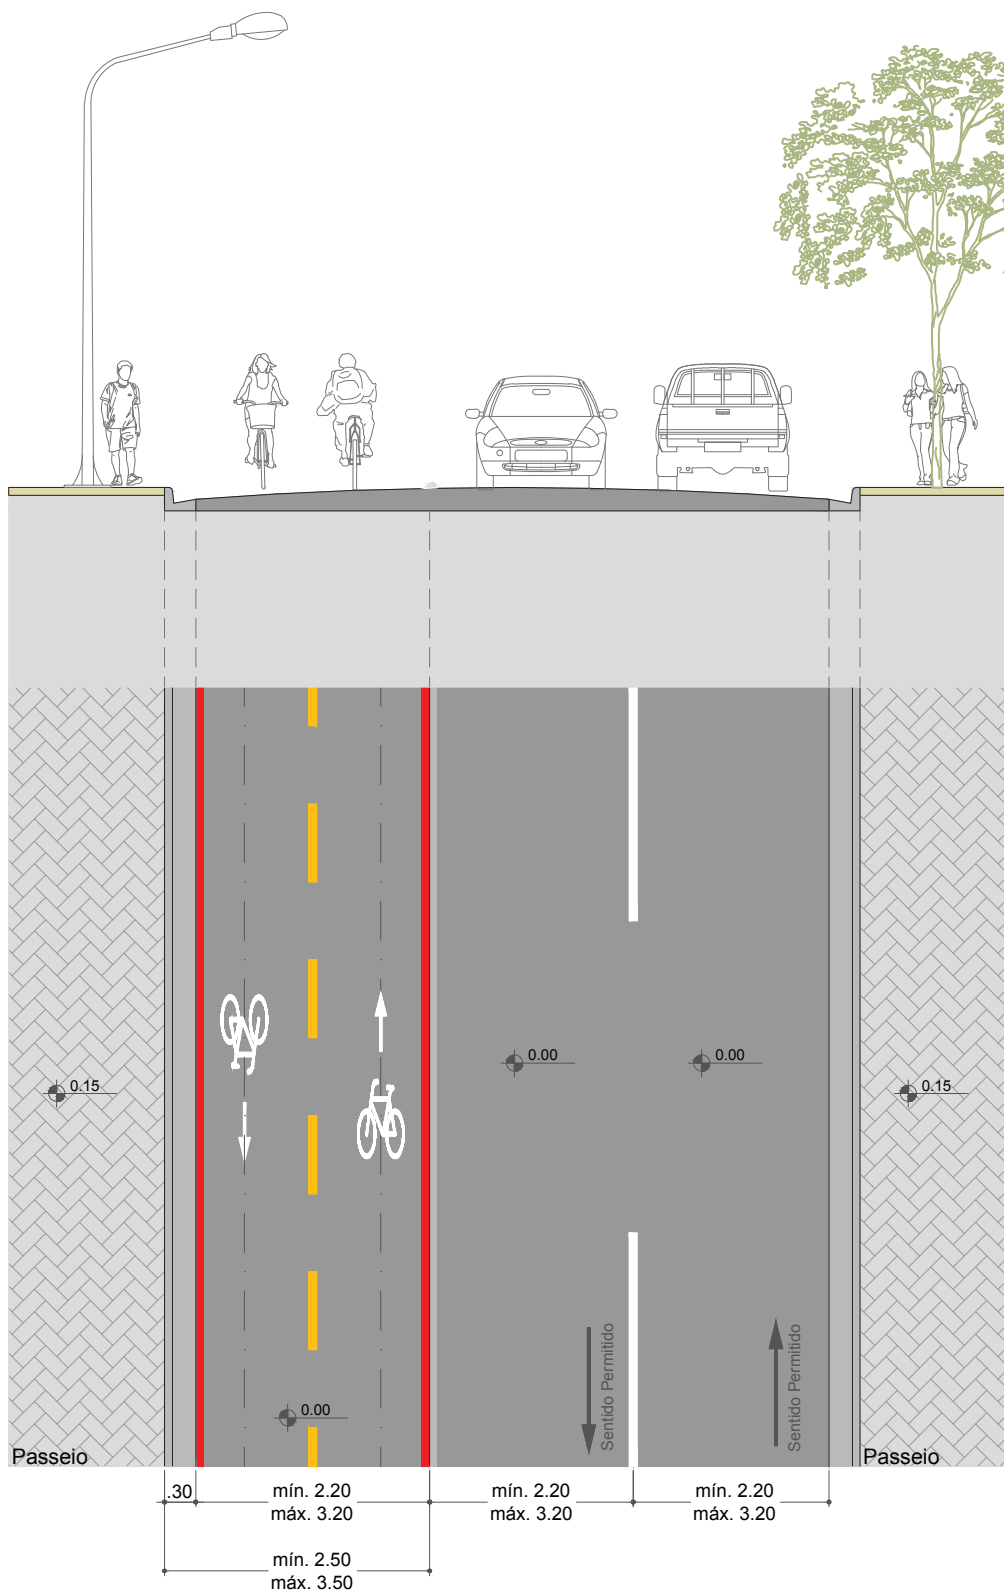 0.15
0.00
0.00
0.15
0.00
Sentido Permitido
Sentido Permitido
Passeio
Passeio
.30
mín. 2.20
máx. 3.20
mín. 2.20
máx. 3.20
mín. 2.20
máx. 3.20
mín. 2.50
máx. 3.50